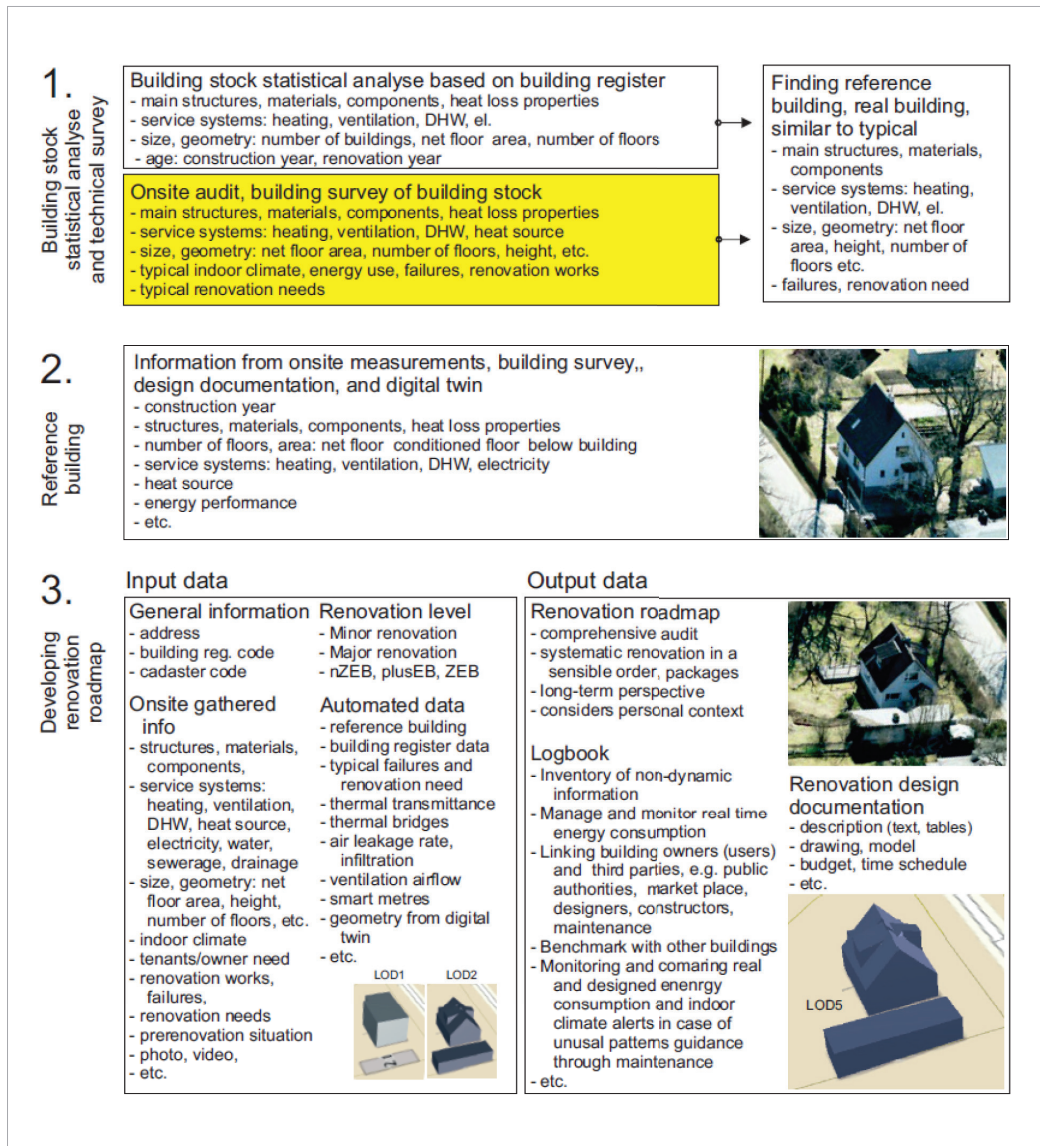 1.
Building stock
statistical analyse
and technical survey
Building stock statistical analyse based on building register
- main structures, materials, components, heat loss properties
- service systems: heating, ventilation, DHW, el.
- size, geometry: number of buildings, net floor area, number of floors
- age: construction year, renovation year
Onsite audit, building survey of building stock
- main structures, materials, components, heat loss properties
- service systems: heating, ventilation, DHW, heat source
- size, geometry: net floor area, number of floors, height, etc.
- typical indoor climate, energy use, failures, renovation works
- typical renovation needs
Finding reference
building, real building,
similar to typical
- main structures, materials,
components
- service systems: heating,
ventilation, DHW, el.
- size, geometry: net floor
area, height, number of
floors etc.
- failures, renovation need
2.
Reference
building
Information from onsite measurements, building survey,,
design documentation, and digital twin
- construction year
- structures, materials, components, heat loss properties
- number of floors, area: net floor conditioned floor below building
- service systems: heating, ventilation, DHW, electricity
- heat source
- energy performance
- etc.
3.
Developing
renovation
roadmap
Input data
General information
- address
- building reg. code
- cadaster code
Onsite gathered
info
- structures, materials,
components,
- service systems:
heating, ventilation,
DHW, heat source,
electricity, water,
sewerage, drainage
- size, geometry: net
floor area, height,
number of floors, etc.
- indoor climate
- tenants/owner need
- renovation works,
failures,
- renovation needs
- prerenovation situation
- photo, video,
- etc.
Renovation level
- Minor renovation
- Major renovation
- nZEB, plusEB, ZEB
Automated data
- reference building
- building register data
- typical failures and
renovation need
- thermal transmittance
- thermal bridges
- air leakage rate,
infiltration
- ventilation airflow
- smart metres
- geometry from digital
twin
- etc.
LOD1
LOD2
Output data
Renovation roadmap
- comprehensive audit
- systematic renovation in a
sensible order, packages
- long-term perspective
- considers personal context
Logbook
- Inventory of non-dynamic
information
- Manage and monitor real time
energy consumption
- Linking building owners (users)
and third parties, e.g. public
authorities, market place,
designers, constructors,
maintenance
- Benchmark with other buildings
- Monitoring and comaring real
and designed enenrgy
consumption and indoor
climate alerts in case of
unusal patterns guidance
through maintenance
- etc.
Renovation design
documentation
- description (text, tables)
- drawing, model
- budget, time schedule
- etc.
LOD5